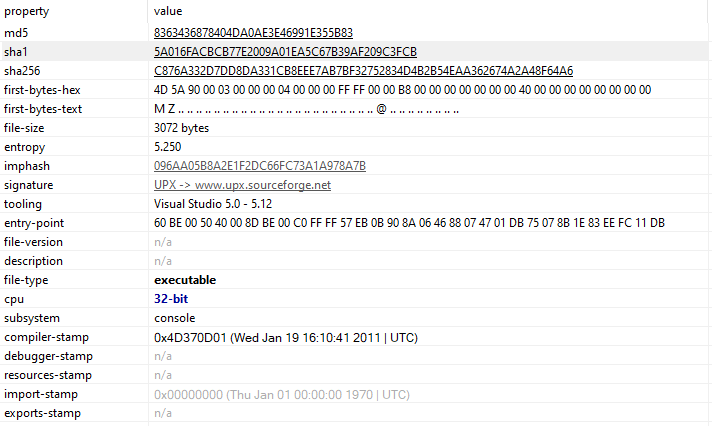 property value
md5 8363436878404DA0AE3E46991E355B83
sha1 5A016FACBCB77E2009A01EA5C67B39AF209C3FCB
sha256 C876A332D7DD8DA331CB8EEE7AB7BF32752834D4B2B54EAA362674A2A48F64A6
first-bytes-hex 4D 5A 90 00 03 00 00 00 04 00 00 00 FF FF 00 00 B8 00 00 00 00 00 00 00 40 00 00 00 00 00 00 00
first-bytes-text M Z .. .. .. .. .. .. .. .. .. .. .. .. .. .. .. .. .. .. .. .. .. .. @ .. .. .. .. .. .. ..
file-size 3072 bytes
entropy 5.250
imphash 096AA05B8A2E1F2DC66FC73A1A978A7B
signature UPX -> www.upx.sourceforge.net
tooling Visual Studio 5.0 - 5.12
entry-point 60 BE 00 50 40 00 8D BE 00 C0 FF FF 57 EB 0B 90 8A 06 46 88 07 47 01 DB 75 07 8B 1E 83 EE FC 11 DB
file-version n/a
description n/a
file-type executable
cpu 32-bit
subsystem console
compiler-stamp 0x4D370D01 (Wed Jan 19 16:10:41 2011 | UTC)
debugger-stamp n/a
resources-stamp n/a
import-stamp 0x00000000 (Thu Jan 01 00:00:00 1970 | UTC)
exports-stamp n/a